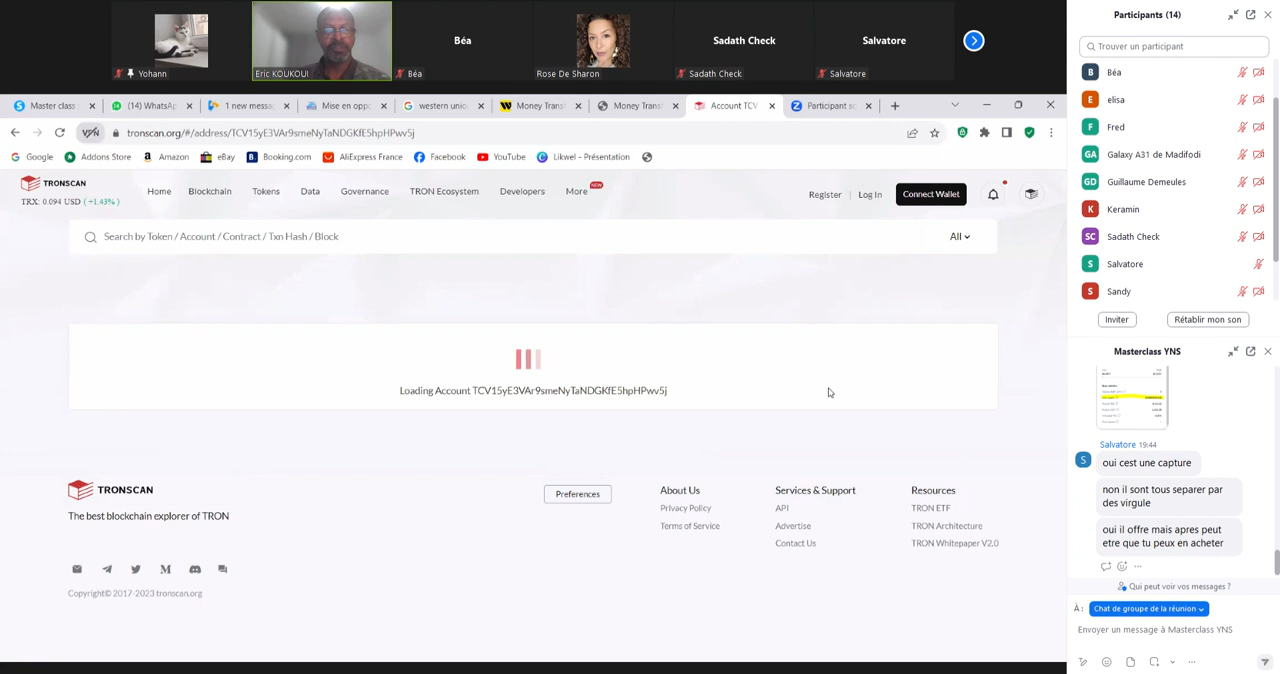 Yohann
Eric KOUKOUI
Béa
Béa
Rose De Sharon
Sadath Check
Sadath Check
Salvatore
Salvatore
Participants (14)
Trouver un participant
B Béa
E elisa
F Fred
GA Galaxy A31 de Madifodi
GD Guillaume Demeules
K Keramin
SC Sadath Check
S Salvatore
S Sandy
Inviter
Rétablir mon son
Master class
(14) WhatsAp
1 new messa
Mise en opp
western unio
Money Trans
Money Trans
Account TCV
Participant s
tronscan.org/#/address/TCV15yE3VAr9smeNyTaNDGKfE5hpHPwv5j
Google
Addons Store
Amazon
eBay
Booking.com
AliExpress France
Facebook
YouTube
Likwel - Présentation
TRONSCAN
TRX: 0.094 USD (+1.43%)
Home
Blockchain
Tokens
Data
Governance
TRON Ecosystem
Developers
More
NEW
Register
Log In
Connect Wallet
Search by Token / Account / Contract / Txn Hash / Block
All
Loading Account TCV15yE3VAr9smeNyTaNDGKfE5hpHPwv5j
TRONSCAN
The best blockchain explorer of TRON
Copyright© 2017-2023 tronscan.org
Preferences
About Us
Privacy Policy
Terms of Service
Services & Support
API
Advertise
Contact Us
Resources
TRON ETF
TRON Architecture
TRON Whitepaper V2.0
Masterclass YNS
Salvatore 19:44
S
oui cest une capture
non il sont tous separer par
des virgule
oui il offre mais apres peut
etre que tu peux en acheter
Qui peut voir vos messages ?
À : Chat de groupe de la réunion
Envoyer un message à Masterclass YNS